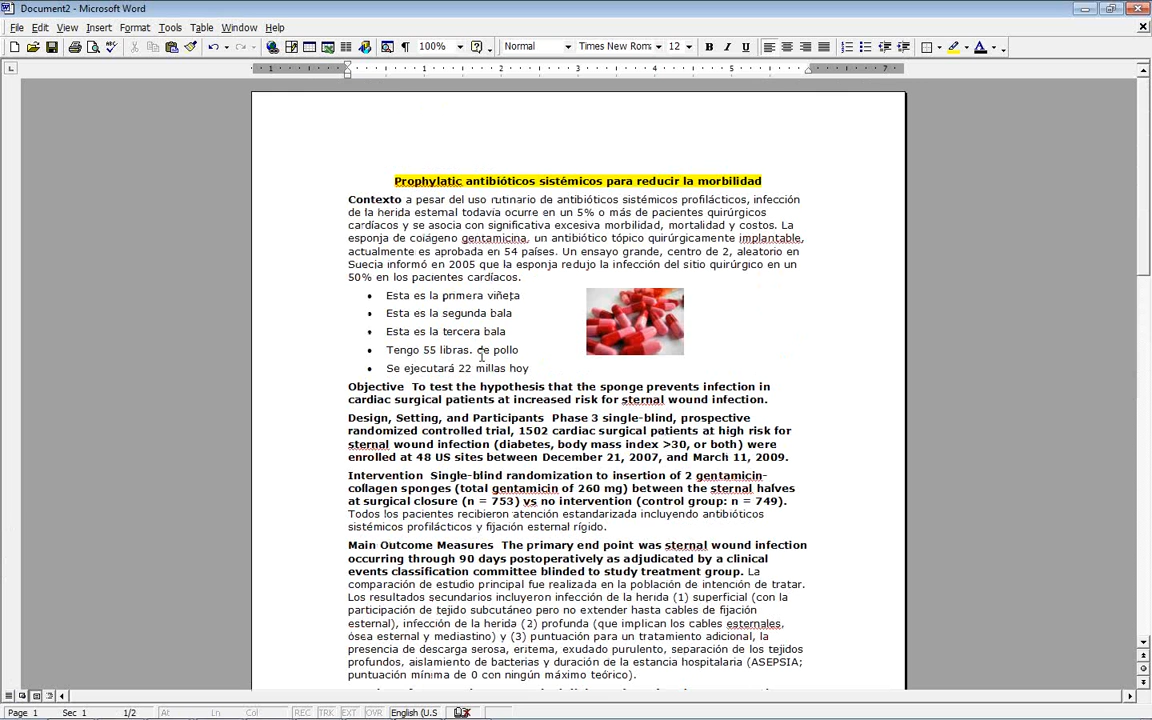 Document2 - Microsoft Word
File Edit View Insert Format Tools Table Window Help
100% Normal Times New Roman 12 B I U
1 1 2 3 4 5 7
Prophylatic antibióticos sistémicos para reducir la morbilidad
Contexto a pesar del uso rutinario de antibióticos sistémicos profilácticos, infección
de la herida esternal todavía ocurre en un 5% o más de pacientes quirúrgicos
cardíacos y se asocia con significativa excesiva morbilidad, mortalidad y costos. La
esponja de colágeno gentamicina, un antibiótico tópico quirúrgicamente implantable,
actualmente es aprobada en 54 países. Un ensayo grande, centro de 2, aleatorio en
Suecia informó en 2005 que la esponja redujo la infección del sitio quirúrgico en un
50% en los pacientes cardíacos.
• Esta es la primera viñeta
• Esta es la segunda bala
• Esta es la tercera bala
• Tengo 55 libras. de pollo
• Se ejecutará 22 millas hoy
Objective To test the hypothesis that the sponge prevents infection in
cardiac surgical patients at increased risk for sternal wound infection.
Design, Setting, and Participants Phase 3 single-blind, prospective
randomized controlled trial, 1502 cardiac surgical patients at high risk for
sternal wound infection (diabetes, body mass index >30, or both) were
enrolled at 48 US sites between December 21, 2007, and March 11, 2009.
Intervention Single-blind randomization to insertion of 2 gentamicin-
collagen sponges (total gentamicin of 260 mg) between the sternal halves
at surgical closure (n = 753) vs no intervention (control group: n = 749).
Todos los pacientes recibieron atención estandarizada incluyendo antibióticos
sistémicos profilácticos y fijación esternal rígido.
Main Outcome Measures The primary end point was sternal wound infection
occurring through 90 days postoperatively as adjudicated by a clinical
events classification committee blinded to study treatment group. La
comparación de estudio principal fue realizada en la población de intención de tratar.
Los resultados secundarios incluyeron infección de la herida (1) superficial (con la
participación de tejido subcutáneo pero no extender hasta cables de fijación
esternal), infección de la herida (2) profunda (que implican los cables esternales,
ósea esternal y mediastino) y (3) puntuación para un tratamiento adicional, la
presencia de descarga serosa, eritema, exudado purulento, separación de los tejidos
profundos, aislamiento de bacterias y duración de la estancia hospitalaria (ASEPSIA;
puntuación mínima de 0 con ningún máximo teórico).
Page 1 Sec 1 1/2 At Ln Col REC TRK EXT OVR English (U.S